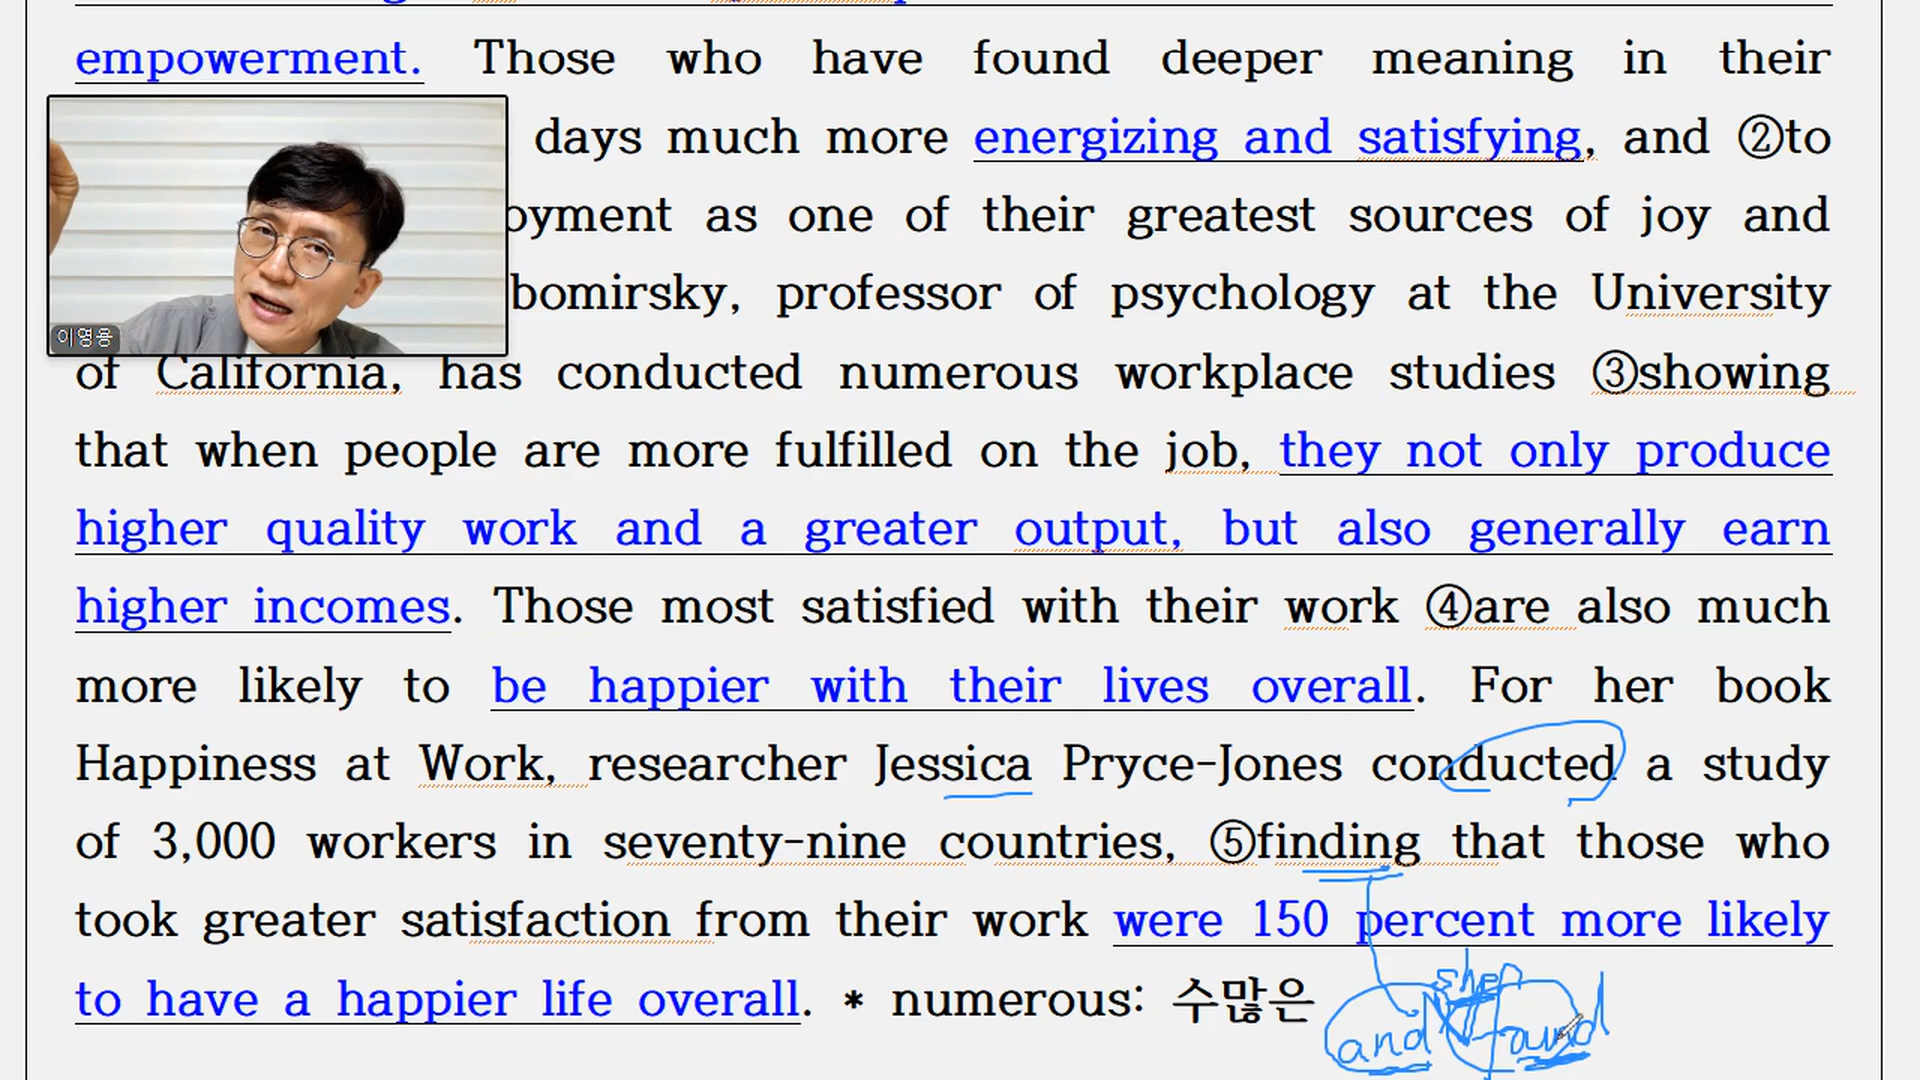 empowerment. Those who have found deeper meaning in their
days much more energizing and satisfying, and ②to
oyment as one of their greatest sources of joy and
bomirsky, professor of psychology at the University
이영용
of California, has conducted numerous workplace studies ③showing
that when people are more fulfilled on the job, they not only produce
higher quality work and a greater output, but also generally earn
higher incomes. Those most satisfied with their work ④are also much
more likely to be happier with their lives overall. For her book
Happiness at Work, researcher Jessica Pryce-Jones conducted a study
of 3,000 workers in seventy-nine countries, ⑤finding that those who
took greater satisfaction from their work were 150 percent more likely
to have a happier life overall. * numerous: 수많은
she
and found